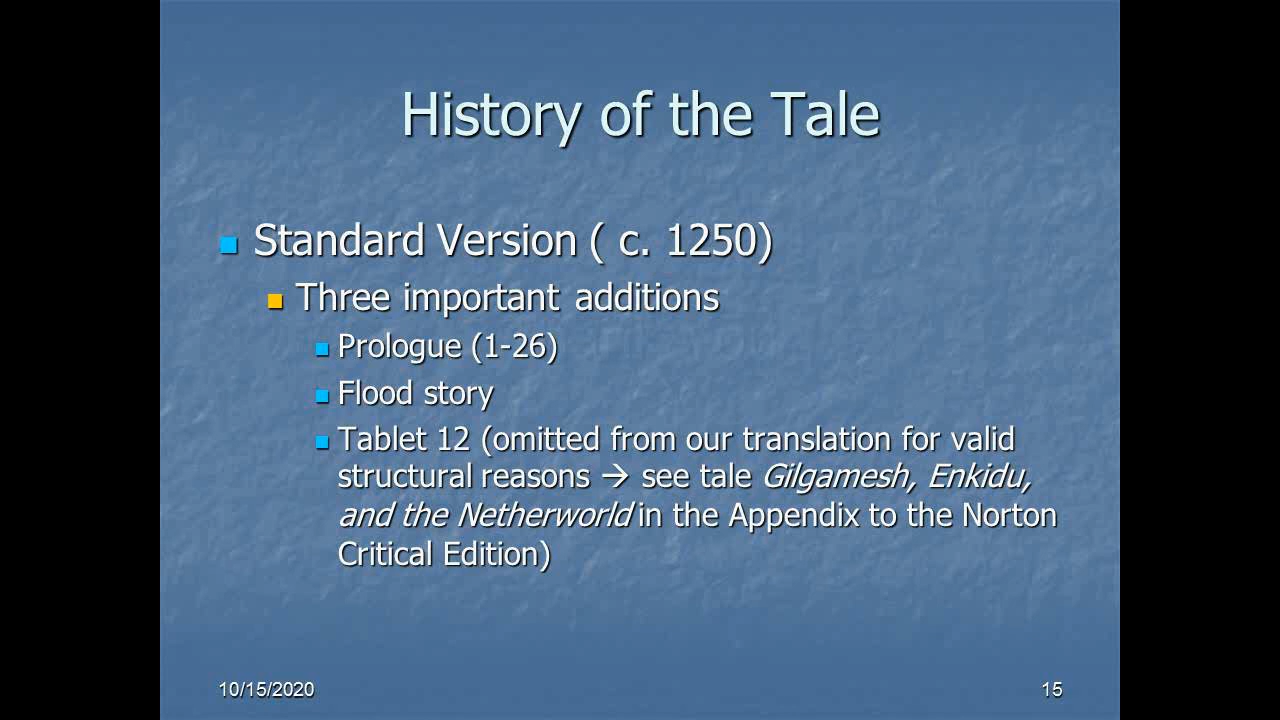 History of the Tale
Standard Version ( c. 1250)
Three important additions
Prologue (1-26)
Flood story
Tablet 12 (omitted from our translation for valid
structural reasons → see tale Gilgamesh, Enkidu,
and the Netherworld in the Appendix to the Norton
Critical Edition)
10/15/2020
15